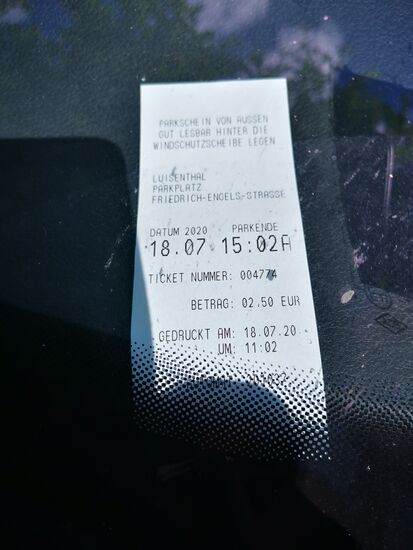 PARKSCHEIN VON AUSSEN
GUT LESBAR HINTER DIE
WINDSCHUTZSCHEIBE LEGEN
LUISENTHAL
PARKPLATZ
FRIEDRICH-ENGELS-STRASSE
DATUM 2020 PARKENDE
18.07 15:02A
TICKET NUMMER: 004774
BETRAG: 02.50 EUR
GEDRUCKT AM: 18.07.20
UM: 11:02